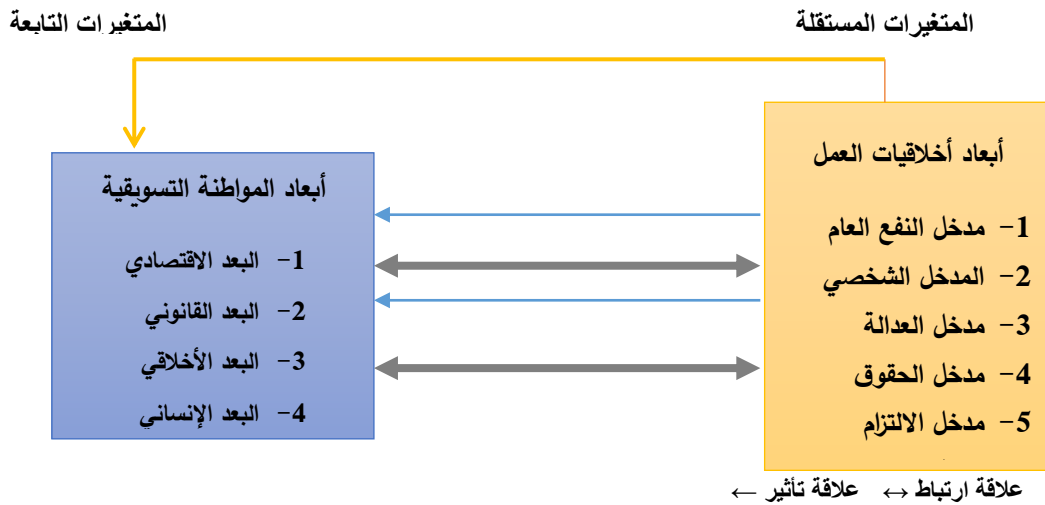 المتغيرات المستقلة
المتغيرات التابعة
أبعاد أخلاقيات العمل
1- مدخل النفع العام
2- المدخل الشخصي
3- مدخل العدالة
4- مدخل الحقوق
5- مدخل الالتزام
أبعاد المواطنة التسويقية
1- البعد الاقتصادي
2- البعد القانوني
3- البعد الأخلاقي
4- البعد الإنساني
علاقة ارتباط ↔ علاقة تأثير ←